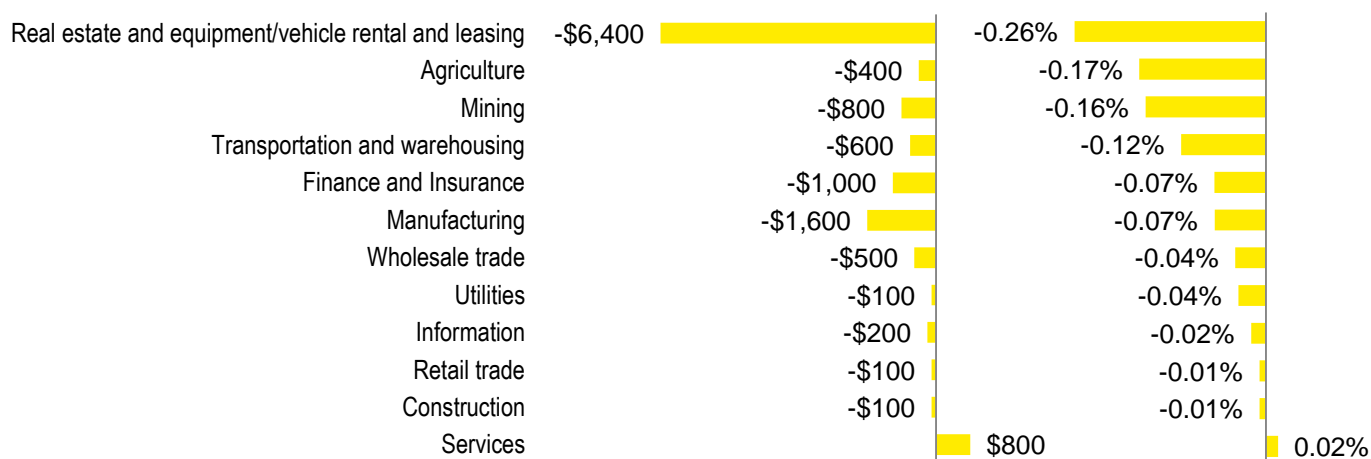 Real estate and equipment/vehicle rental and leasing -$6,400 -0.26%
Agriculture -$400 -0.17%
Mining -$800 -0.16%
Transportation and warehousing -$600 -0.12%
Finance and Insurance -$1,000 -0.07%
Manufacturing -$1,600 -0.07%
Wholesale trade -$500 -0.04%
Utilities -$100 -0.04%
Information -$200 -0.02%
Retail trade -$100 -0.01%
Construction -$100 -0.01%
Services $800 0.02%